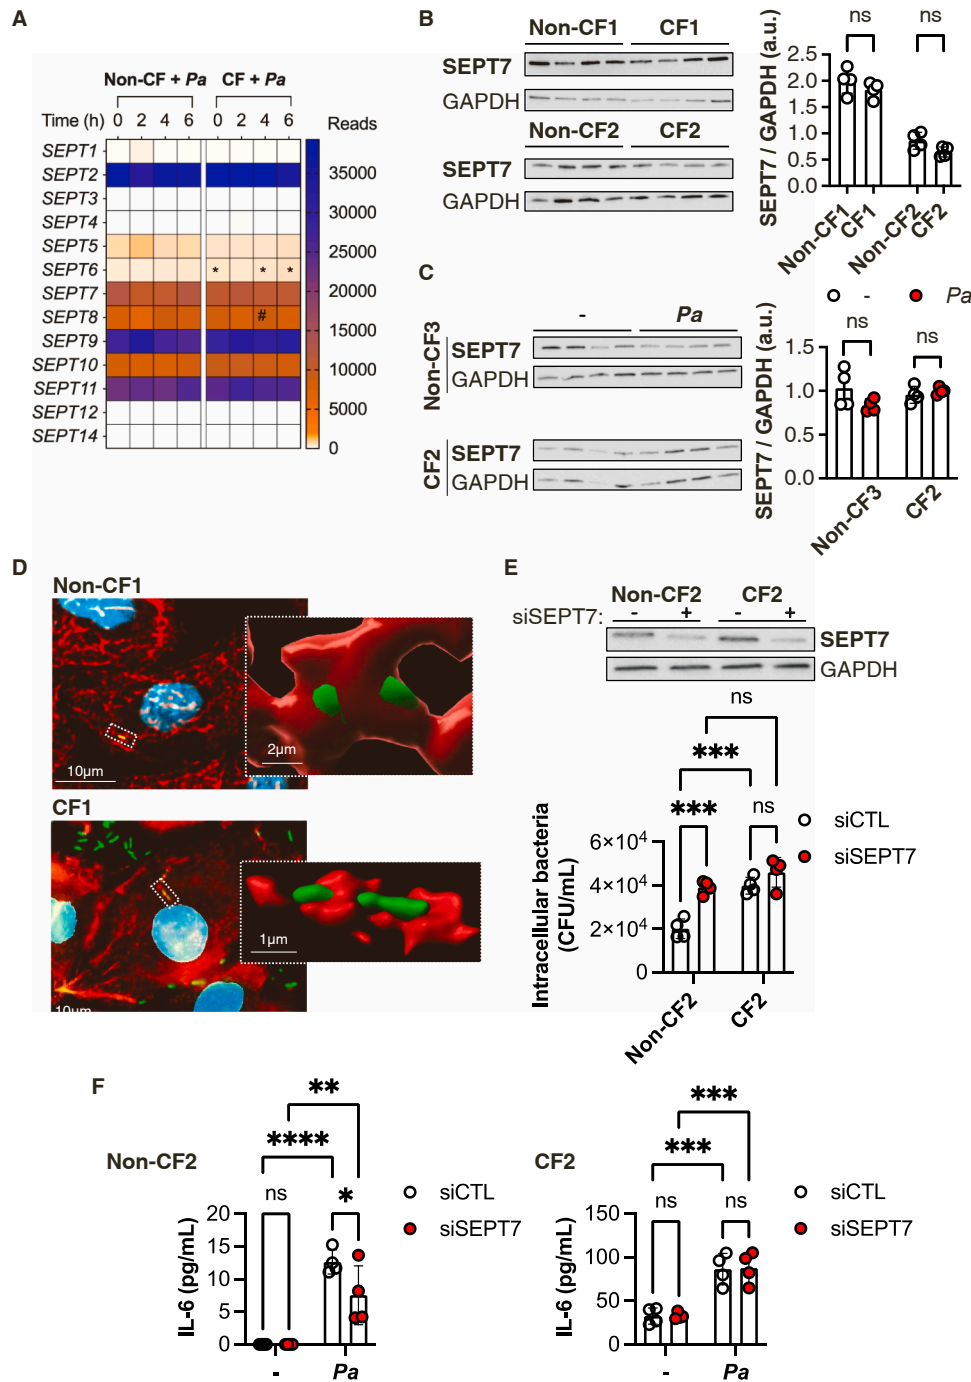 A
Non-CF + Pa CF + Pa
Time (h) 0 2 4 6 0 2 4 6 Reads
SEPT1
SEPT2
SEPT3
SEPT4
SEPT5
SEPT6 * * *
SEPT7
SEPT8 #
SEPT9
SEPT10
SEPT11
SEPT12
SEPT14
35000
30000
25000
20000
15000
10000
5000
0
B
Non-CF1 CF1
SEPT7
GAPDH
Non-CF2 CF2
SEPT7
GAPDH
ns ns
SEPT7 / GAPDH (a.u.)
2.5
2.0
1.5
1.0
0.5
0.0
Non-CF1 CF1 Non-CF2 CF2
C
- Pa
Non-CF3
SEPT7
GAPDH
CF2
SEPT7
GAPDH
- Pa
ns ns
SEPT7 / GAPDH (a.u.)
1.5
1.0
0.5
0.0
Non-CF3 CF2
D
Non-CF1
10µm
2µm
CF1
10µm
1µm
E
Non-CF2 CF2
siSEPT7: - + - +
SEPT7
GAPDH
ns
***
*** ns
siCTL
siSEPT7
Intracellular bacteria
(CFU/mL)
6×10⁴
4×10⁴
2×10⁴
0
Non-CF2 CF2
F
Non-CF2
**
****
ns *
siCTL
siSEPT7
IL-6 (pg/mL)
20
15
10
5
0
- Pa
CF2
***
***
ns ns
siCTL
siSEPT7
IL-6 (pg/mL)
150
100
50
0
- Pa